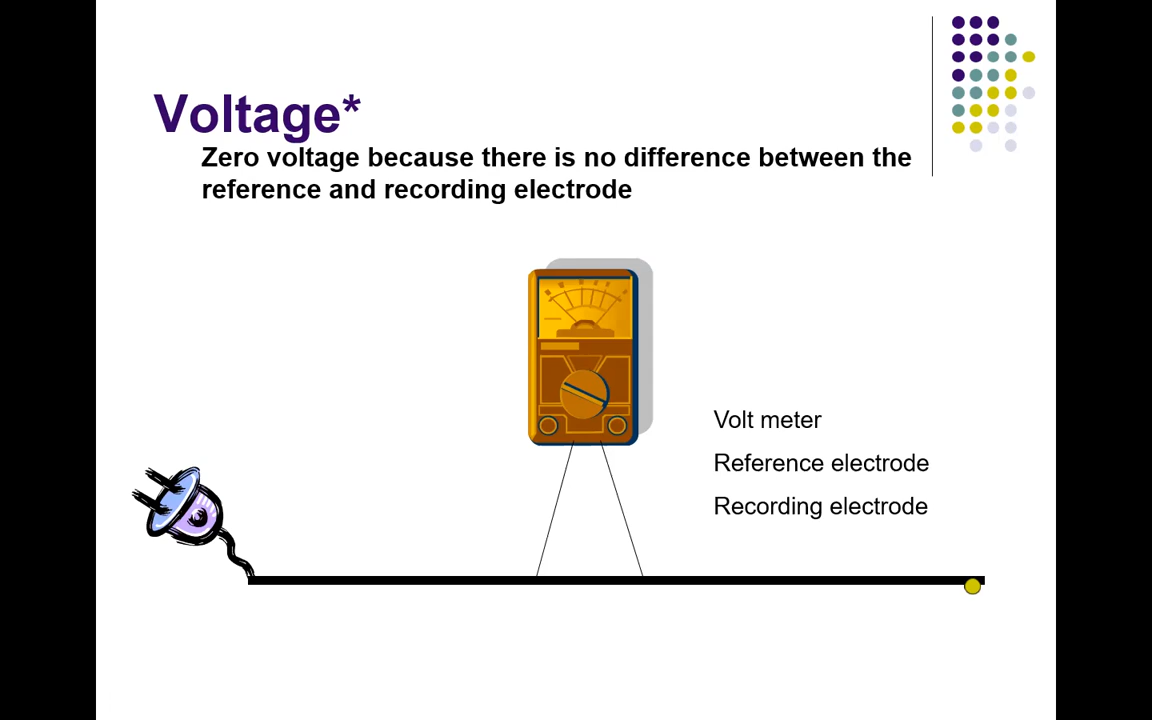 Voltage*
Zero voltage because there is no difference between the
reference and recording electrode
Volt meter
Reference electrode
Recording electrode